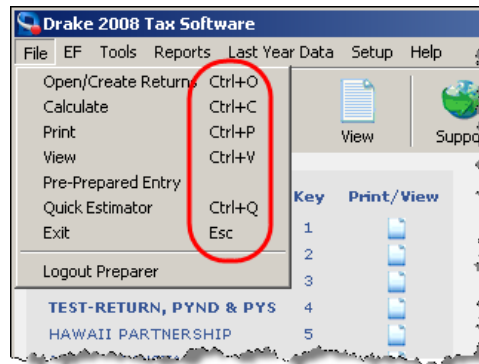 Drake 2008 Tax Software
File EF Tools Reports Last Year Data Setup Help
Open/Create Returns Ctrl+O
Calculate Ctrl+C
Print Ctrl+P
View Ctrl+V
Pre-Prepared Entry
Quick Estimator Ctrl+Q
Exit Esc
Logout Preparer
View
Key Print/View
1
2
3
TEST-RETURN, PYND & PYS 4
HAWAII PARTNERSHIP 5